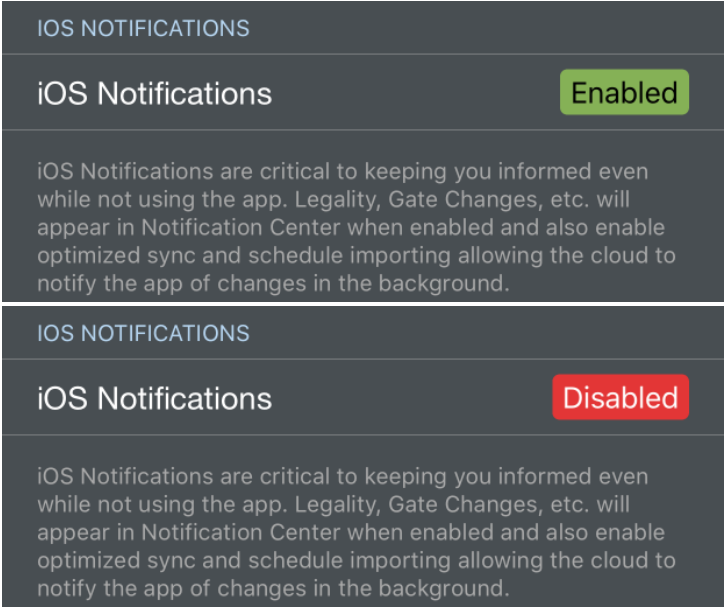 IOS NOTIFICATIONS
iOS Notifications Enabled
iOS Notifications are critical to keeping you informed even
while not using the app. Legality, Gate Changes, etc. will
appear in Notification Center when enabled and also enable
optimized sync and schedule importing allowing the cloud to
notify the app of changes in the background.
IOS NOTIFICATIONS
iOS Notifications Disabled
iOS Notifications are critical to keeping you informed even
while not using the app. Legality, Gate Changes, etc. will
appear in Notification Center when enabled and also enable
optimized sync and schedule importing allowing the cloud to
notify the app of changes in the background.